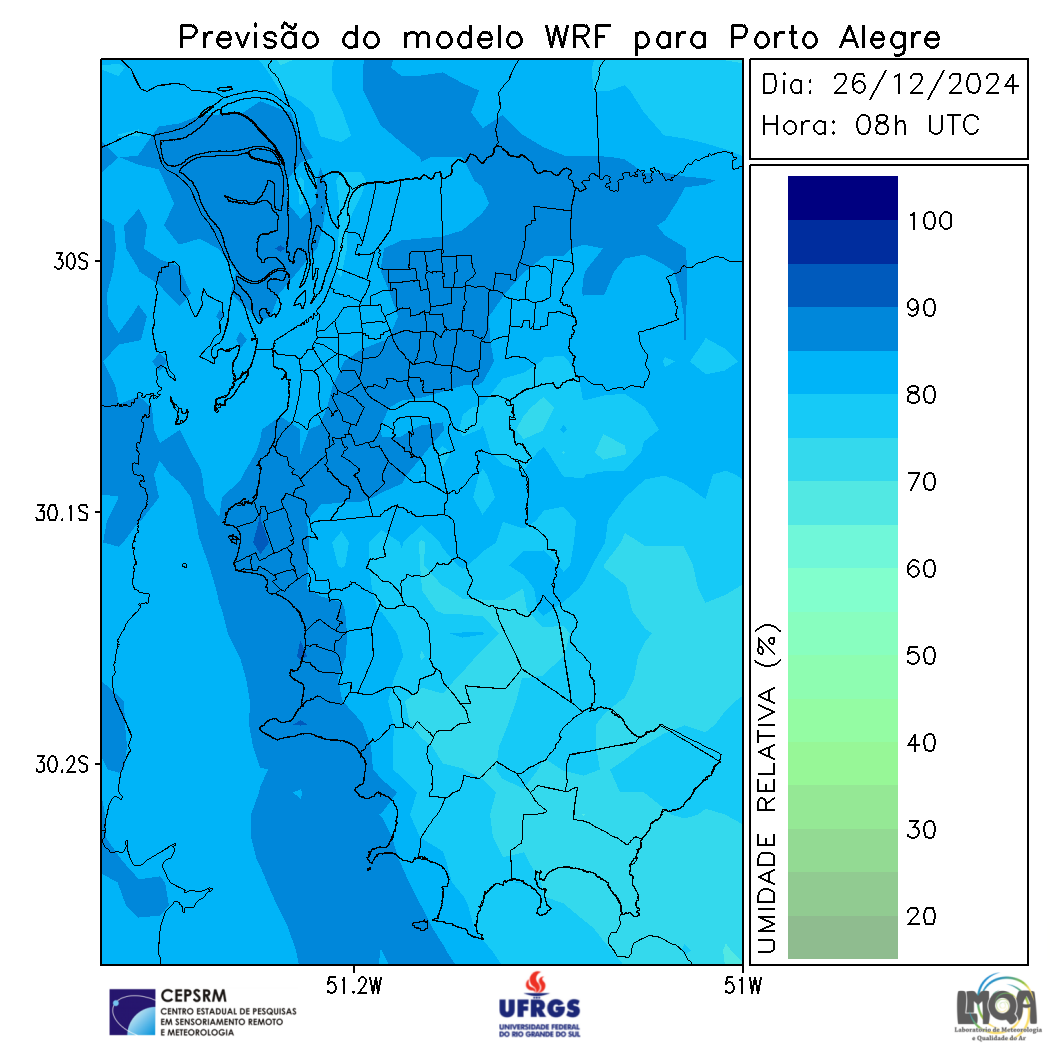 Previsão do modelo WRF para Porto Alegre
Dia: 26/12/2024
Hora: 08h UTC
30S
30.1S
30.2S
51.2W
51W
UMIDADE RELATIVA (%)
100
90
80
70
60
50
40
30
20
CEPSRM
CENTRO ESTADUAL DE PESQUISAS
EM SENSORIAMENTO REMOTO
E METEOROLOGIA
UFRGS
UNIVERSIDADE FEDERAL
DO RIO GRANDE DO SUL
LMQA
Laboratório de Meteorologia
e Qualidade do Ar